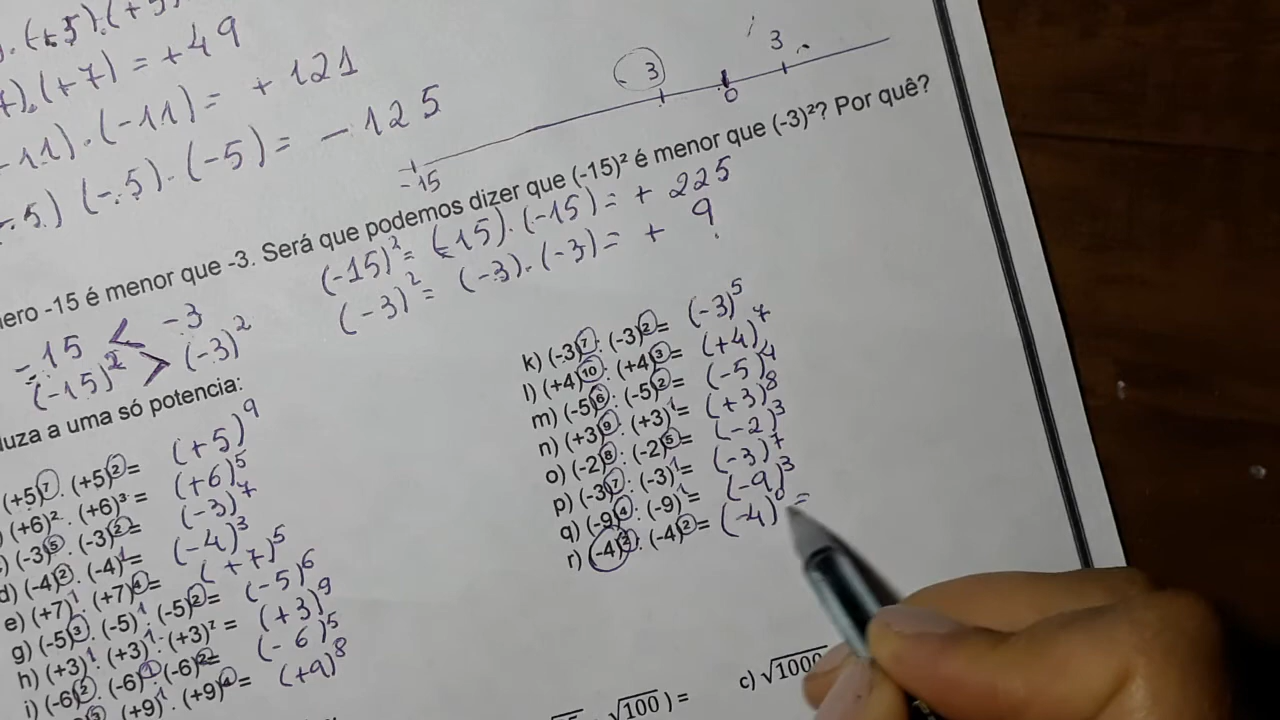 .(+5).(+5)
).(+7) = +49
-11).(-11) = + 121
-5) (-5).(-5) = -125
-15 -3 0 3
ero -15 é menor que -3. Será que podemos dizer que (-15)² é menor que (-3)²? Por quê?
(-15)² = (-15).(-15) = + 225
(-3)² = (-3).(-3) = + 9
-15 < -3
(-15)² > (-3)²
uza a uma só potencia:
(+5)⁷. (+5)² = (+5)⁹
(+6)². (+6)³ = (+6)⁵
(-3)⁵. (-3)² = (-3)⁷
d) (-4)². (-4)¹ = (-4)³
e) (+7)¹. (+7)⁴ = (+7)⁵
g) (-5)³. (-5)¹. (-5)² = (-5)⁶
h) (+3)¹. (+3)¹. (+3)² = (+3)⁹
i) (-6)². (-6)¹. (-6)² = (-6)⁵
(+9)¹. (+9)⁴ = (+9)⁸
k) (-3)⁷: (-3)² = (-3)⁵
l) (+4)¹⁰: (+4)³ = (+4)⁷
m) (-5)⁶: (-5)² = (-5)⁴
n) (+3)⁹: (+3)¹ = (+3)⁸
o) (-2)⁸: (-2)⁵ = (-2)³
p) (-3)⁷: (-3)¹ = (-3)⁷
q) (-9)⁴: (-9)¹ = (-9)³
r) (-4)²: (-4)² = (-4)⁰ =
√100 ) =
c) √1000